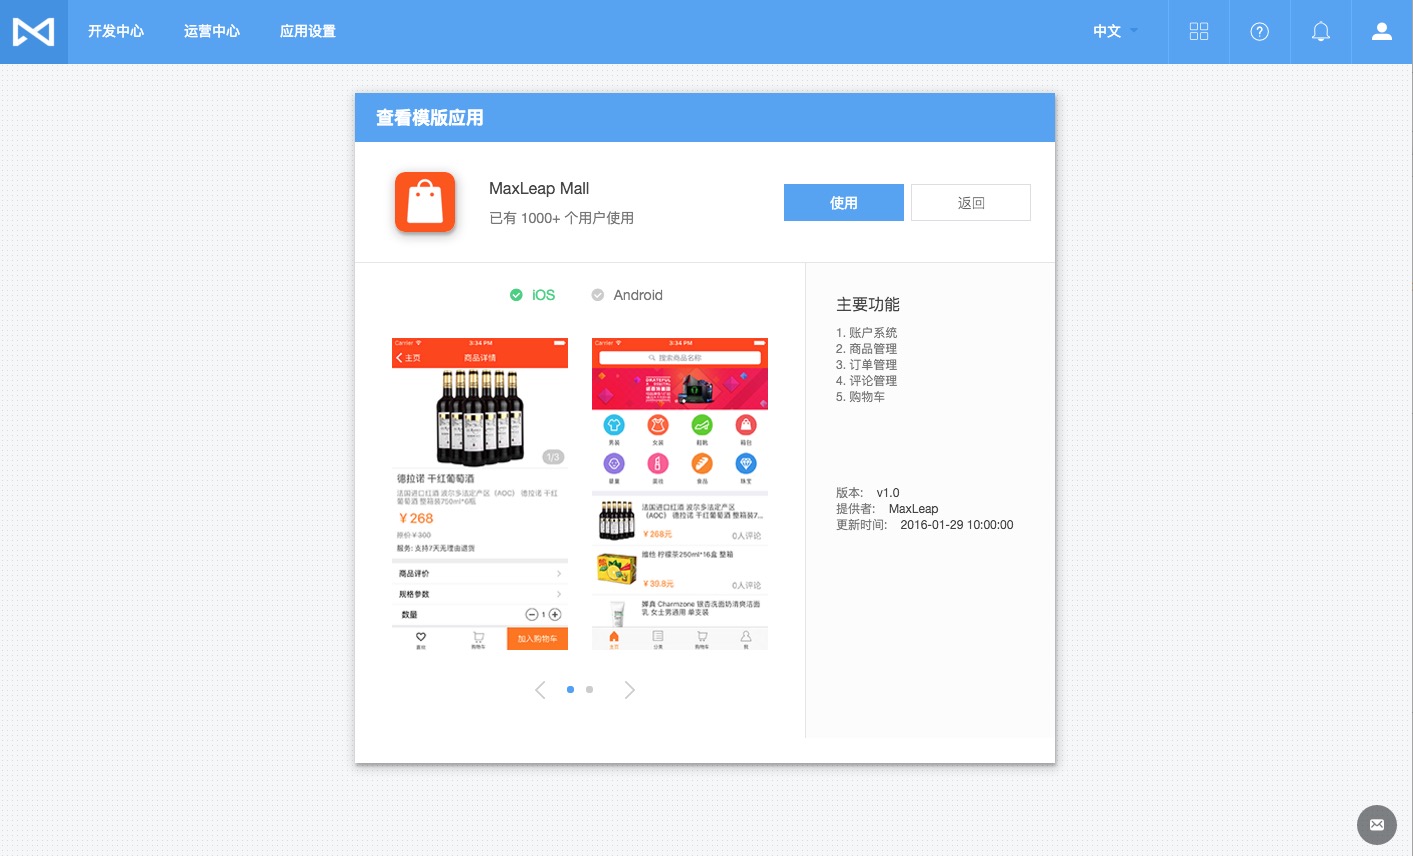 开发中心
运营中心
应用设置
中文
查看模版应用
MaxLeap Mall
已有 1000+ 个用户使用
使用
返回
iOS
Android
Carrier
3:34 PM
主页
商品详情
1/3
德拉诺 干红葡萄酒
法国进口红酒 波尔多法定产区（AOC） 德拉诺 干红
葡萄酒 整箱装750ml*6瓶
￥268
原价￥300
服务: 支持7天无理由退货
商品评价
规格参数
数量
1
购物车
加入购物车
Carrier
3:34 PM
搜索商品名称
男装
女装
鞋靴
箱包
食品
珠宝
法国进口红酒 波尔多法定产区
（AOC） 德拉诺 干红葡萄酒 整箱装7...
￥268元
0人评论
维他 柠檬茶250ml*16盒 整箱
￥39.8元
0人评论
婵真 Charmzone 银杏洗面奶清爽洁面
乳 女士男通用 单支装
主页
分类
购物车
我
主要功能
1. 账户系统
2. 商品管理
3. 订单管理
4. 评论管理
5. 购物车
版本: v1.0
提供者: MaxLeap
更新时间: 2016-01-29 10:00:00